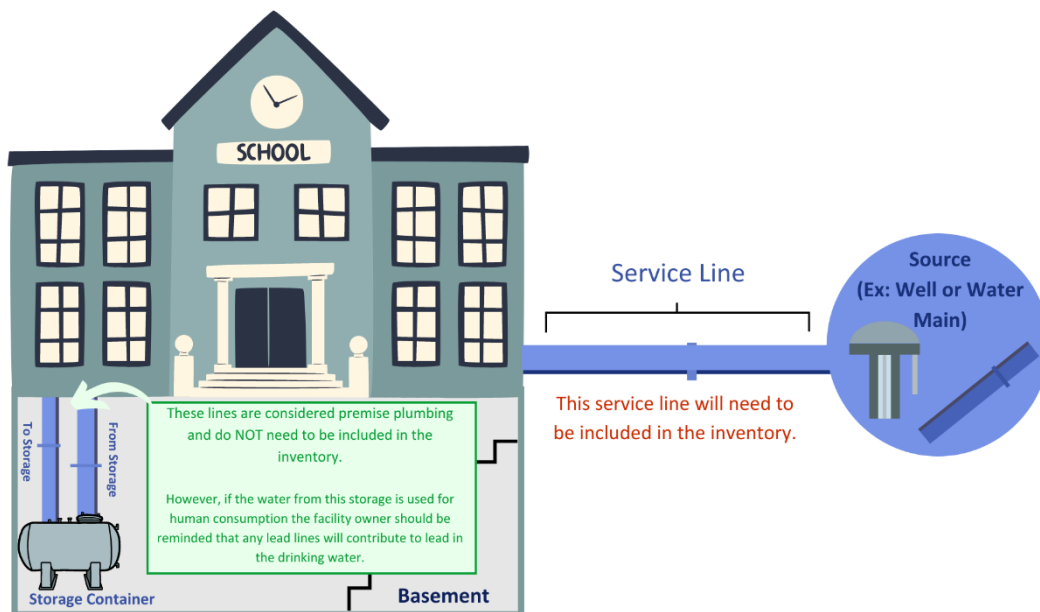 SCHOOL
Service Line
Source
(Ex: Well or Water
Main)
This service line will need to
be included in the inventory.
To Storage
From Storage
These lines are considered premise plumbing
and do NOT need to be included in the
inventory.
However, if the water from this storage is used for
human consumption the facility owner should be
reminded that any lead lines will contribute to lead in
the drinking water.
Storage Container
Basement